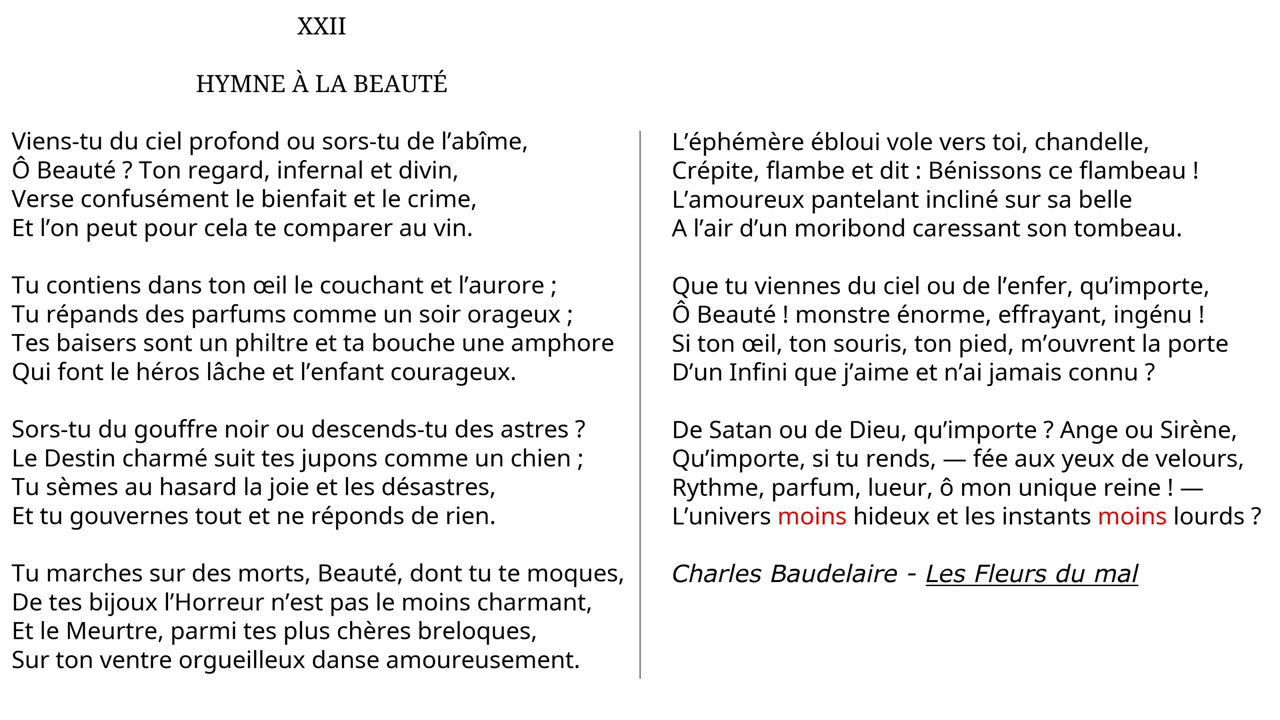 XXII
HYMNE À LA BEAUTÉ
Viens-tu du ciel profond ou sors-tu de l’abîme,
Ô Beauté ? Ton regard, infernal et divin,
Verse confusément le bienfait et le crime,
Et l’on peut pour cela te comparer au vin.
Tu contiens dans ton œil le couchant et l’aurore ;
Tu répands des parfums comme un soir orageux ;
Tes baisers sont un philtre et ta bouche une amphore
Qui font le héros lâche et l’enfant courageux.
Sors-tu du gouffre noir ou descends-tu des astres ?
Le Destin charmé suit tes jupons comme un chien ;
Tu sèmes au hasard la joie et les désastres,
Et tu gouvernes tout et ne réponds de rien.
Tu marches sur des morts, Beauté, dont tu te moques,
De tes bijoux l’Horreur n’est pas le moins charmant,
Et le Meurtre, parmi tes plus chères breloques,
Sur ton ventre orgueilleux danse amoureusement.
L’éphémère ébloui vole vers toi, chandelle,
Crépite, flambe et dit : Bénissons ce flambeau !
L’amoureux pantelant incliné sur sa belle
A l’air d’un moribond caressant son tombeau.
Que tu viennes du ciel ou de l’enfer, qu’importe,
Ô Beauté ! monstre énorme, effrayant, ingénu !
Si ton œil, ton souris, ton pied, m’ouvrent la porte
D’un Infini que j’aime et n’ai jamais connu ?
De Satan ou de Dieu, qu’importe ? Ange ou Sirène,
Qu’importe, si tu rends, — fée aux yeux de velours,
Rythme, parfum, lueur, ô mon unique reine ! —
L’univers moins hideux et les instants moins lourds ?
Charles Baudelaire - Les Fleurs du mal